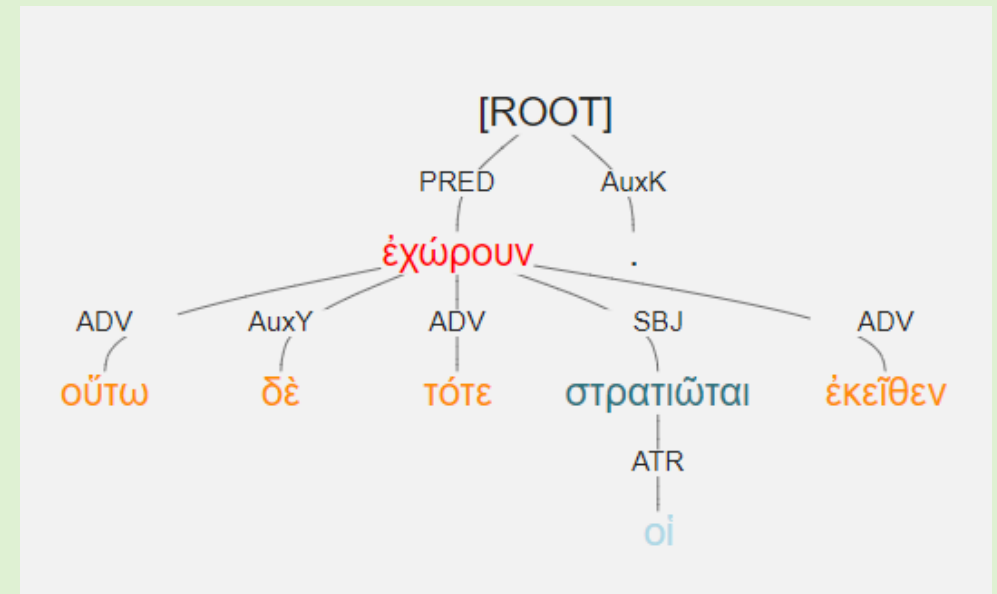 [ROOT]
PRED AuxK
ἐχώρουν .
ADV AuxY ADV SBJ ADV
οὕτω δὲ τότε στρατιῶται ἐκεῖθεν
ATR
οἱ